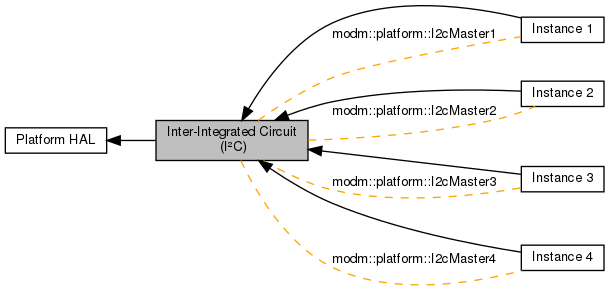 modm::platform::I2cMaster1
Instance 1
modm::platform::I2cMaster2
Instance 2
Inter-Integrated Circuit
(I²C)
Platform HAL
modm::platform::I2cMaster3
Instance 3
modm::platform::I2cMaster4
Instance 4